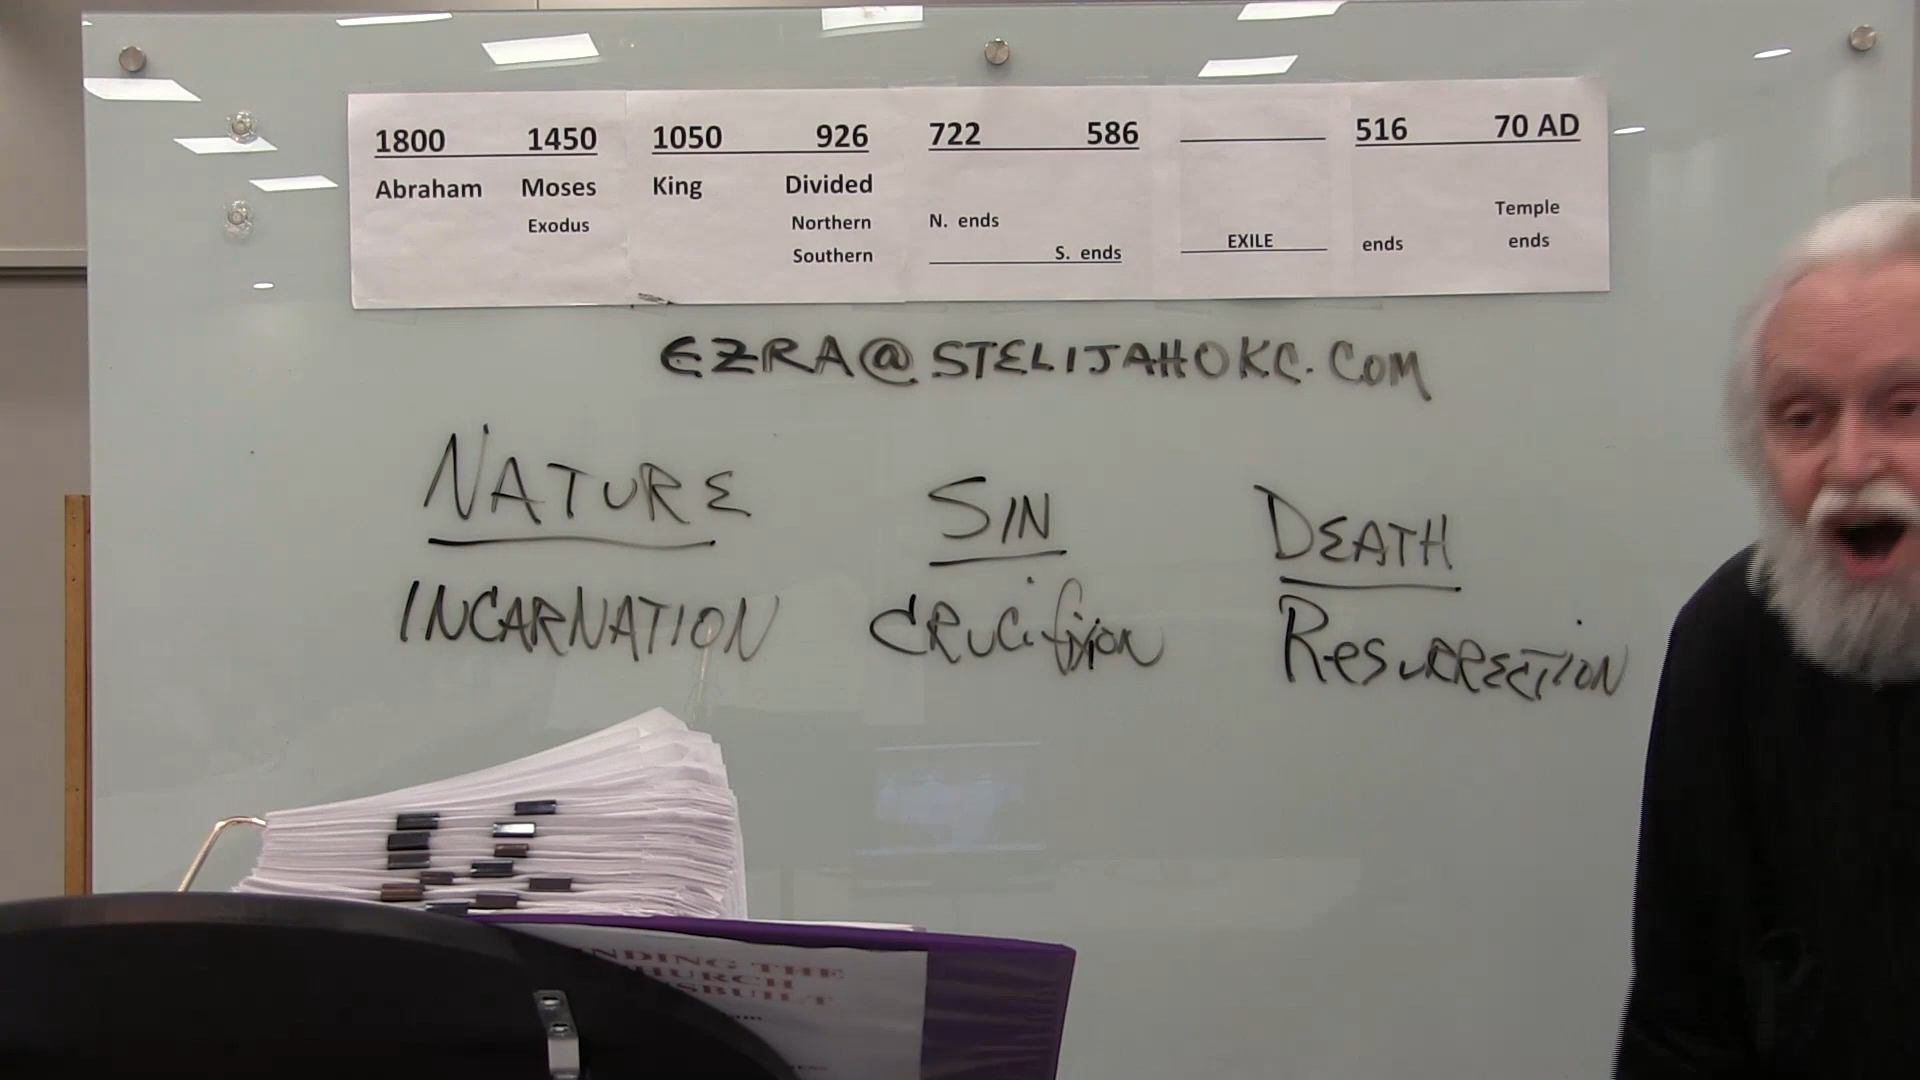 1800 1450 1050 926 722 586 516 70 AD
Abraham Moses King Divided
Exodus Northern N. ends Temple
Southern S. ends EXILE ends ends
EZRA@STELIJAHOKC.COM
NATURE SIN DEATH
INCARNATION CRUCifixion ResURRECTION
THE